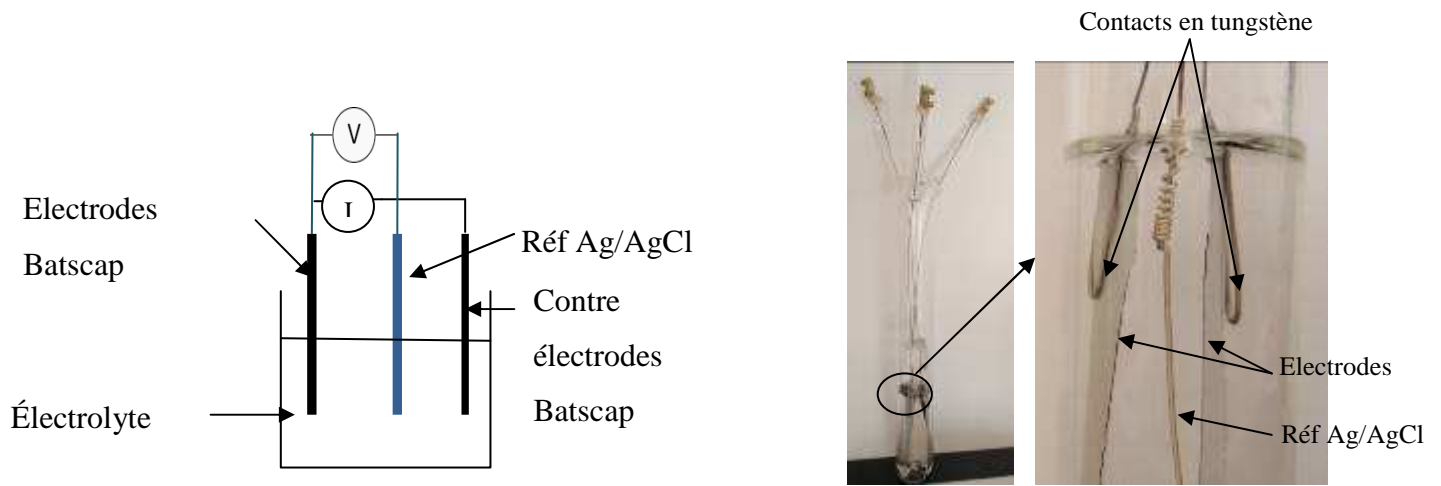 Contacts en tungstène
V
I
Electrodes
Batscap
Réf Ag/AgCl
Contre
électrodes
Batscap
Électrolyte
Electrodes
Réf Ag/AgCl